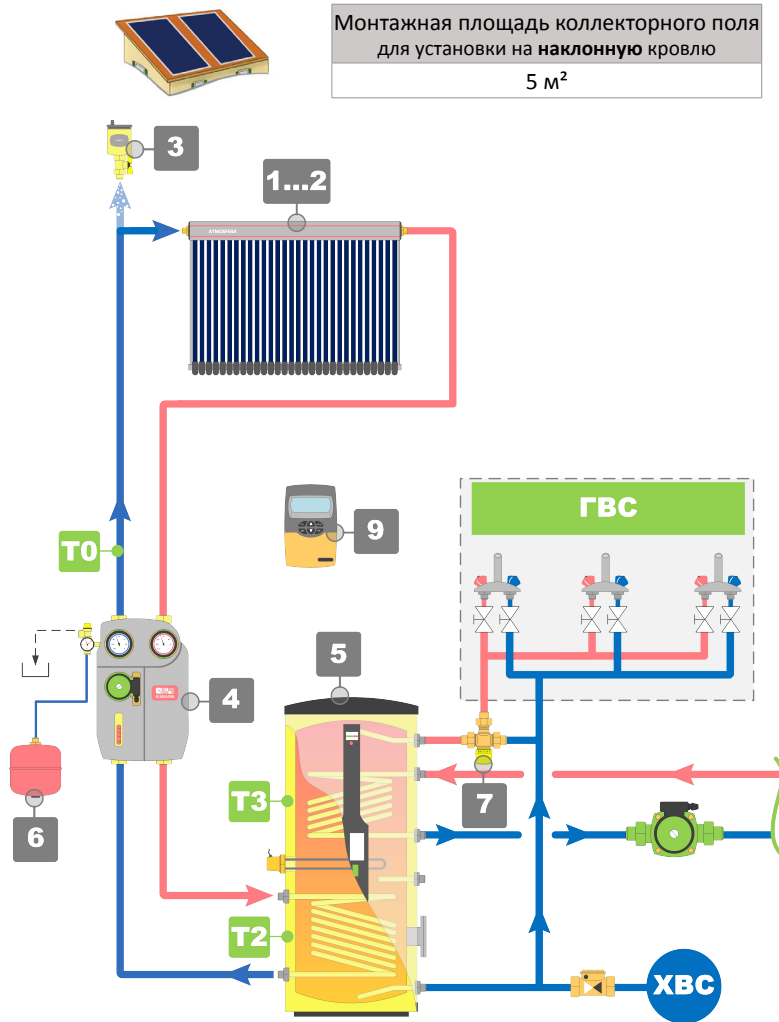 Монтажная площадь коллекторного поля
для установки на наклонную кровлю
5 м²
3
1...2
ATMOSFERA
T0
9
ГВС
5
4
T3
7
6
T2
ХВС